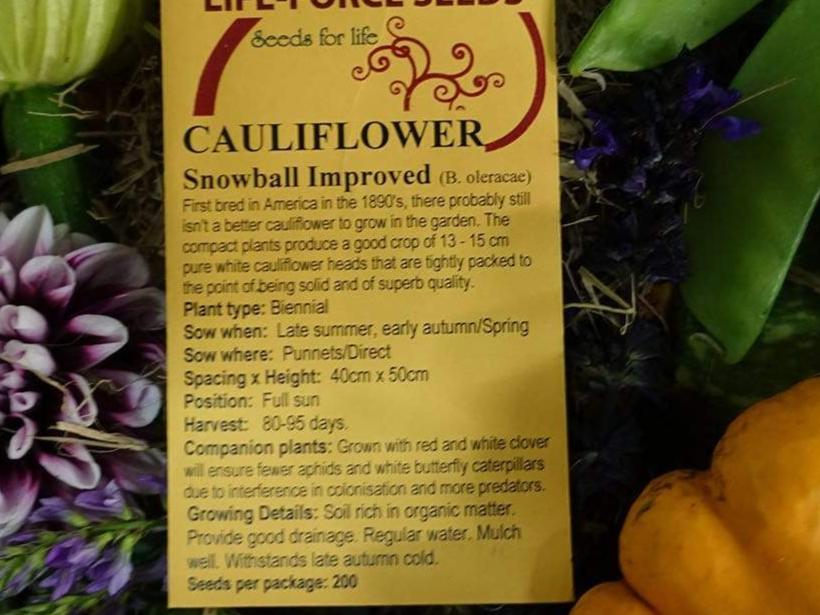 LIFE-FORCE SEEDS
Seeds for life
CAULIFLOWER
Snowball Improved (B. oleracae)
First bred in America in the 1890's, there probably still
isn't a better cauliflower to grow in the garden. The
compact plants produce a good crop of 13 - 15 cm
pure white cauliflower heads that are tightly packed to
the point of being solid and of superb quality.
Plant type: Biennial
Sow when: Late summer, early autumn/Spring
Sow where: Punnets/Direct
Spacing x Height: 40cm x 50cm
Position: Full sun
Harvest: 80-95 days.
Companion plants: Grown with red and white clover
will ensure fewer aphids and white butterfly caterpillars
due to interference in colonisation and more predators.
Growing Details: Soil rich in organic matter.
Provide good drainage. Regular water. Mulch
well. Withstands late autumn cold.
Seeds per package: 200